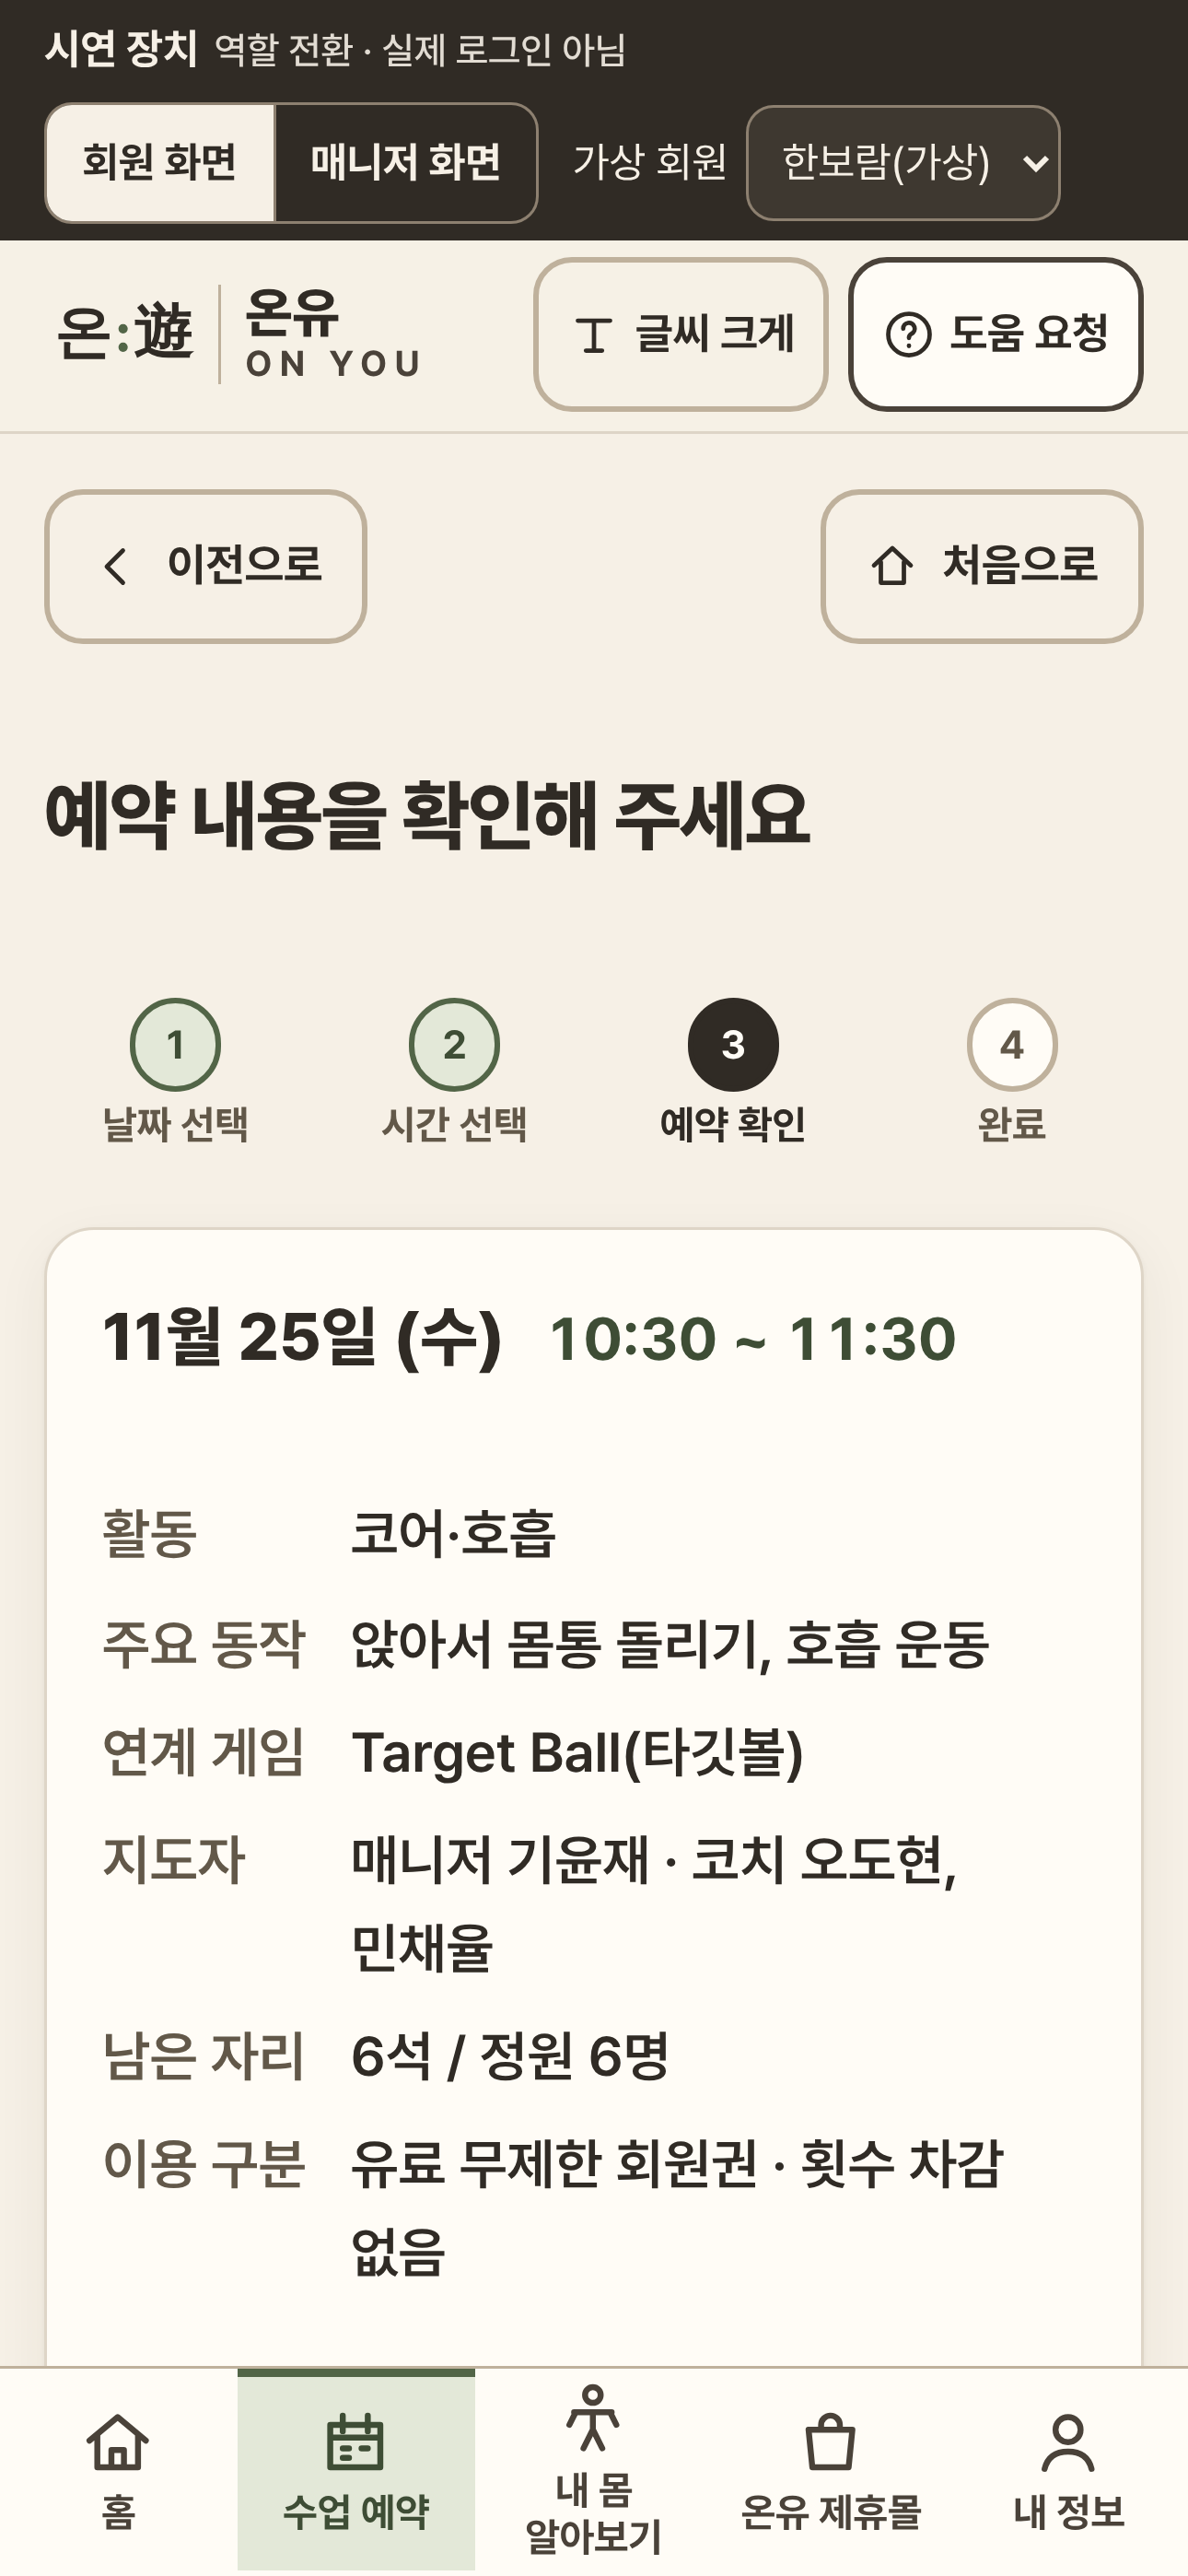 시연 장치 역할 전환 · 실제 로그인 아님
회원 화면 매니저 화면 가상 회원 한보람(가상)
온:遊 온유 ON YOU 글씨 크게 도움 요청
이전으로 처음으로
예약 내용을 확인해 주세요
1 2 3 4
날짜 선택 시간 선택 예약 확인 완료
11월 25일 (수) 10:30 ~ 11:30
활동 코어·호흡
주요 동작 앉아서 몸통 돌리기, 호흡 운동
연계 게임 Target Ball(타깃볼)
지도자 매니저 기윤재 · 코치 오도현,
민채율
남은 자리 6석 / 정원 6명
이용 구분 유료 무제한 회원권 · 횟수 차감
없음
홈 수업 예약 내 몸 알아보기 온유 제휴몰 내 정보